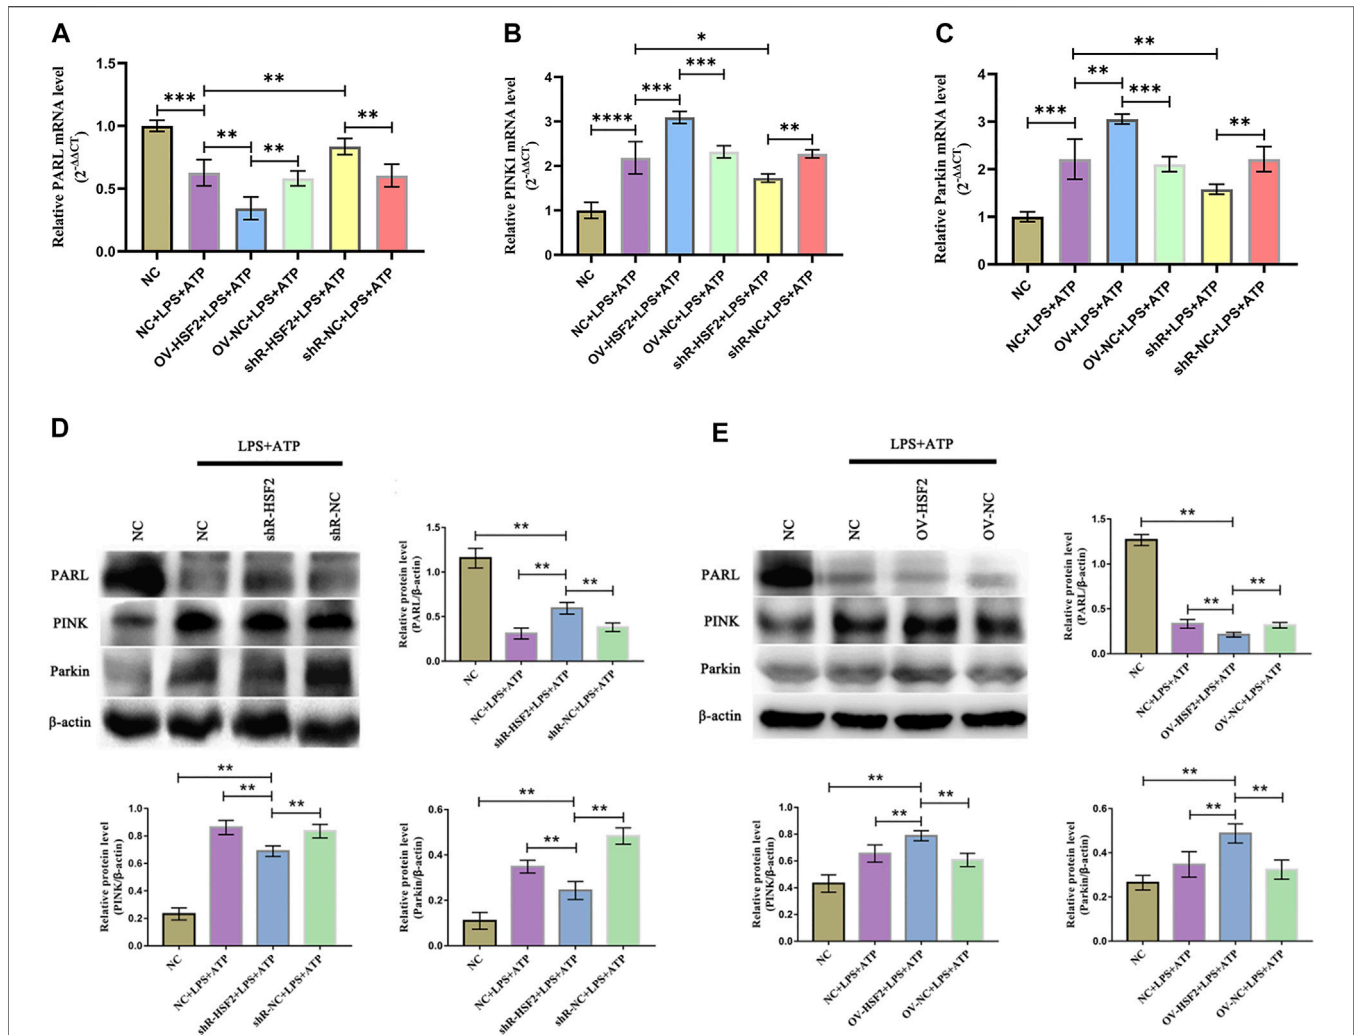 A
Relative PARL mRNA level
(2^-ΔΔCT)
1.5
1.0
0.5
0.0
***
**
**
**
**
NC
NC+LPS+ATP
OV-HSF2+LPS+ATP
OV-NC+LPS+ATP
shR-HSF2+LPS+ATP
shR-NC+LPS+ATP
B
Relative PINK1 mRNA level
(2^-ΔΔCT)
4
3
2
1
0
****
***
***
*
**
NC
NC+LPS+ATP
OV-HSF2+LPS+ATP
OV-NC+LPS+ATP
shR-HSF2+LPS+ATP
shR-NC+LPS+ATP
C
Relative Parkin mRNA level
(2^-ΔΔCT)
4
3
2
1
0
***
**
***
**
**
NC
NC+LPS+ATP
OV+LPS+ATP
OV-NC+LPS+ATP
shR+LPS+ATP
shR-NC+LPS+ATP
D
LPS+ATP
NC
NC
shR-HSF2
shR-NC
PARL
PINK
Parkin
β-actin
Relative protein level
(PARL/β-actin)
1.5
1.0
0.5
0.0
**
**
**
NC
NC+LPS+ATP
shR-HSF2+LPS+ATP
shR-NC+LPS+ATP
Relative protein level
(PINK/β-actin)
1.0
0.8
0.6
0.4
0.2
0.0
**
**
**
NC
NC+LPS+ATP
shR-HSF2+LPS+ATP
shR-NC+LPS+ATP
Relative protein level
(Parkin/β-actin)
0.6
0.4
0.2
0.0
**
**
**
NC
NC+LPS+ATP
shR-HSF2+LPS+ATP
shR-NC+LPS+ATP
E
LPS+ATP
NC
NC
OV-HSF2
OV-NC
PARL
PINK
Parkin
β-actin
Relative protein level
(PARL/β-actin)
1.5
1.0
0.5
0.0
**
**
**
NC
NC+LPS+ATP
OV-HSF2+LPS+ATP
OV-NC+LPS+ATP
Relative protein level
(PINK/β-actin)
1.0
0.8
0.6
0.4
0.2
0.0
**
**
**
NC
NC+LPS+ATP
OV-HSF2+LPS+ATP
OV-NC+LPS+ATP
Relative protein level
(Parkin/β-actin)
0.6
0.4
0.2
0.0
**
**
**
NC
NC+LPS+ATP
OV-HSF2+LPS+ATP
OV-NC+LPS+ATP